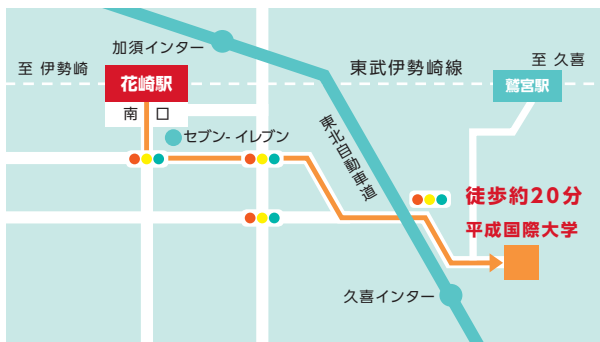 加須インター
至 伊勢崎
花崎駅
南 口
東武伊勢崎線
至 久喜
鷲宮駅
セブン-イレブン
東北自動車道
徒歩約20分
平成国際大学
久喜インター